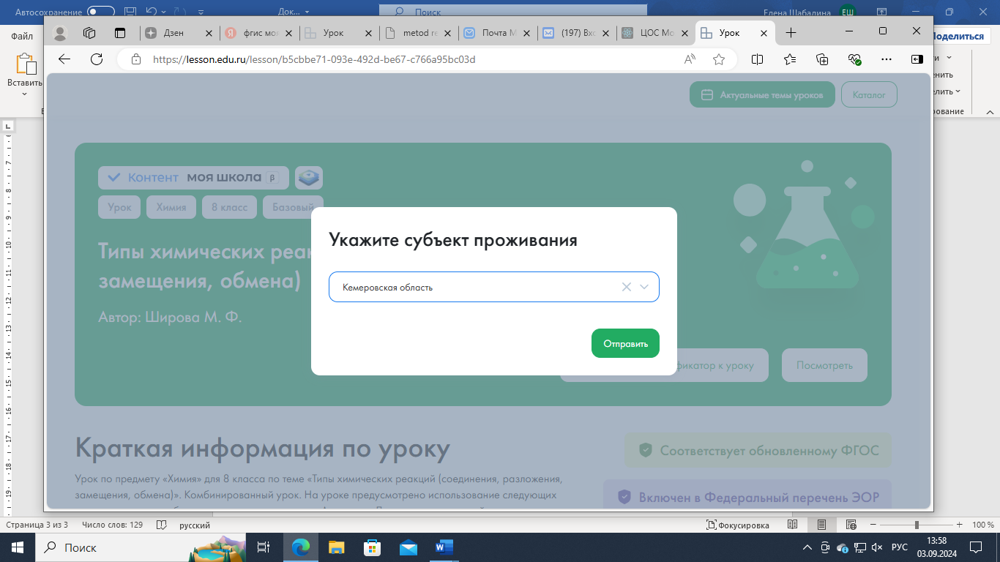 Автосохранение
Док...
Поиск
Елена Шабалина
ЕШ
Файл
Поделиться
Вставить
Дзен
фгис моя
Урок
metod re
Почта M
(197) Вхо
ЦОС Мо
Урок
https://lesson.edu.ru/lesson/b5cbbe71-093e-492d-be67-c766a95bc03d
Актуальные темы уроков
Каталог
Контент моя школа β
Урок
Химия
8 класс
Базовый
Типы химических реак
замещения, обмена)
Автор: Широва М. Ф.
Укажите субъект проживания
Кемеровская область
Отправить
фикатор к уроку
Посмотреть
Краткая информация по уроку
Соответствует обновленному ФГОС
Урок по предмету «Химия» для 8 класса по теме «Типы химических реакций (соединения, разложения,
замещения, обмена)». Комбинированный урок. На уроке предусмотрено использование следующих
Включен в Федеральный перечень ЭОР
Страница 3 из 3
Число слов: 129
русский
Фокусировка
100 %
Поиск
РУС
13:58
03.09.2024